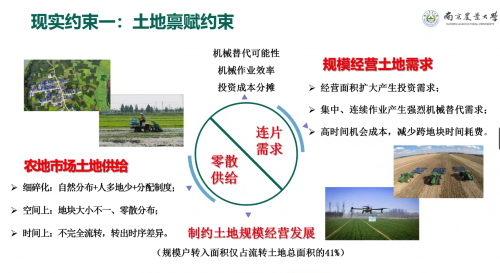 现实约束一：土地禀赋约束
南京农业大学
机械替代可能性
机械作业效率
投资成本分摊
规模经营土地需求
➢ 经营面积扩大产生投资需求；
➢ 集中、连续作业产生强烈机械替代需求；
➢ 高时间机会成本，减少跨地块时间耗费。
连片
需求
零散
供给
农地市场土地供给
➢ 细碎化：自然分布+人多地少+分配制度；
➢ 空间上：地块大小不一、零散分布；
➢ 时间上：不完全流转，转出时序差异。
制约土地规模经营发展
（规模户转入面积仅占流转土地总面积的41%）